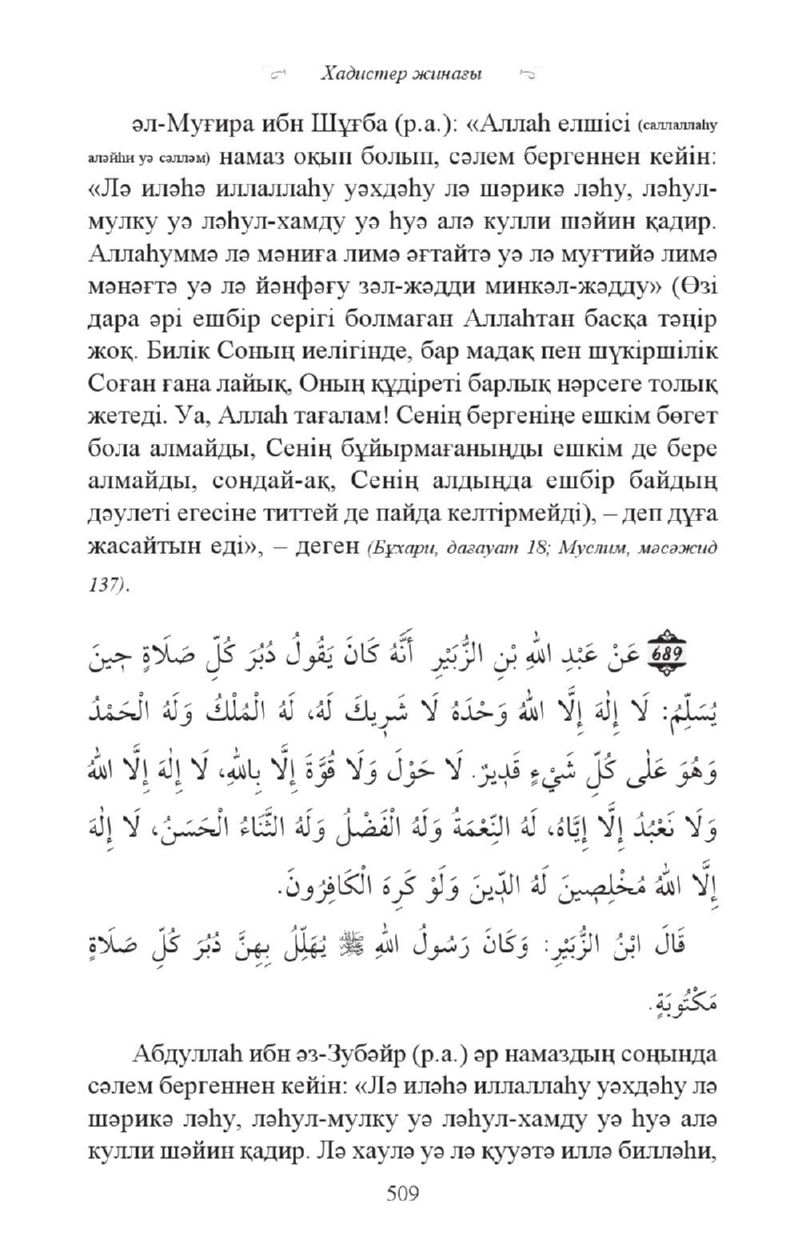 Хадистер жинағы
әл-Муғира ибн Шұғба (р.а.): «Аллаһ елшісі (саллаллаһу
аләйһи уә сәлләм) намаз оқып болып, сәлем бергеннен кейін:
«Лә иләһә иллаллаһу уәхдәһу лә шәрикә ләһу, ләһул-
мулку уә ләһул-хамду уә һуә алә кулли шәйин қадир.
Аллаһуммә лә мәниға лимә әғтайтә уә лә муғтийә лимә
мәнәғтә уә лә йәнфәғу зәл-жәдди минкәл-жәдду» (Өзі
дара әрі ешбір серігі болмаған Аллаһтан басқа тәңір
жоқ. Билік Соның иелігінде, бар мадақ пен шүкіршілік
Соған ғана лайық, Оның құдіреті барлық нәрсеге толық
жетеді. Уа, Аллаһ тағалам! Сенің бергеніңе ешкім бөгет
бола алмайды, Сенің бұйырмағаныңды ешкім де бере
алмайды, сондай-ақ, Сенің алдыңда ешбір байдың
дәулеті егесіне титтей де пайда келтірмейді), – деп дұға
жасайтын еді», – деген (Бұхари, дағауат 18; Муслим, мәсәжид
137).
689 عَنْ عَبْدِ اللهِ بْنِ الزُّبَيْرِ أَنَّهُ كَانَ يَقُولُ دُبُرَ كُلِّ صَلَاةٍ حِينَ
يُسَلِّمُ: لَا إِلٰهَ إِلَّا اللهُ وَحْدَهُ لَا شَرِيكَ لَهُ، لَهُ الْمُلْكُ وَلَهُ الْحَمْدُ
وَهُوَ عَلٰى كُلِّ شَيْءٍ قَدِيرٌ. لَا حَوْلَ وَلَا قُوَّةَ إِلَّا بِاللهِ، لَا إِلٰهَ إِلَّا اللهُ
وَلَا نَعْبُدُ إِلَّا إِيَّاهُ، لَهُ النِّعْمَةُ وَلَهُ الْفَضْلُ وَلَهُ الثَّنَاءُ الْحَسَنُ، لَا إِلٰهَ
إِلَّا اللهُ مُخْلِصِينَ لَهُ الدِّينَ وَلَوْ كَرِهَ الْكَافِرُونَ.
قَالَ ابْنُ الزُّبَيْرِ: وَكَانَ رَسُولُ اللهِ ﷺ يُهَلِّلُ بِهِنَّ دُبُرَ كُلِّ صَلَاةٍ
مَكْتُوبَةٍ.
Абдуллаһ ибн әз-Зубәйр (р.а.) әр намаздың соңында
сәлем бергеннен кейін: «Лә иләһә иллаллаһу уәхдәһу лә
шәрикә ләһу, ләһул-мулку уә ләһул-хамду уә һуә алә
кулли шәйин қадир. Лә хаулә уә лә қууәтә иллә билләһи,
509